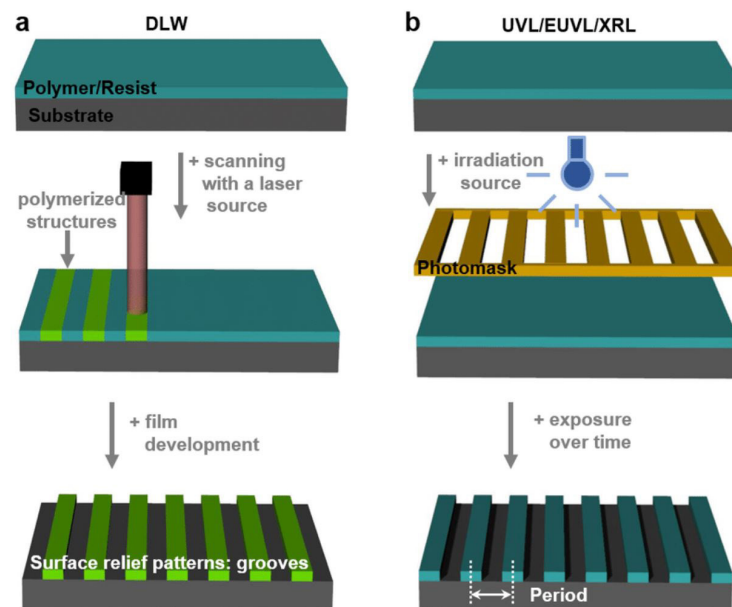 a
DLW
Polymer/Resist
Substrate
+ scanning
with a laser
source
polymerized
structures
+ film
development
Surface relief patterns: grooves
b
UVL/EUVL/XRL
+ irradiation
source
Photomask
+ exposure
over time
Period